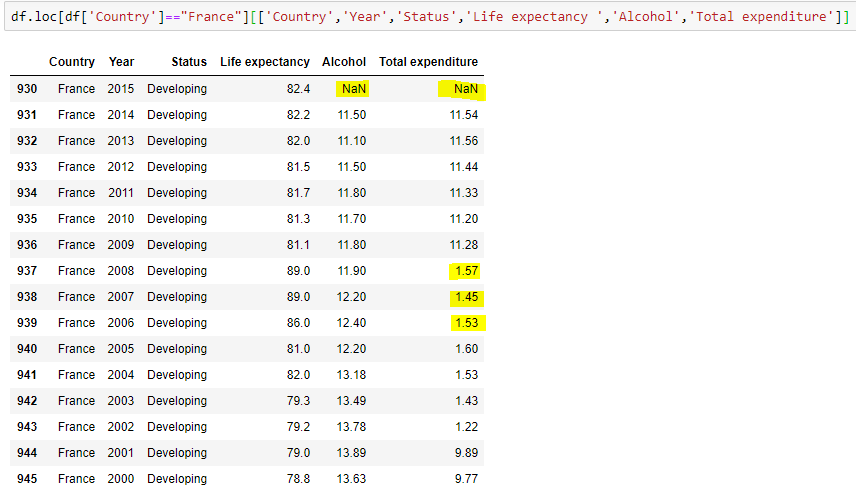 df.loc[df['Country']=="France"][['Country','Year','Status','Life expectancy ','Alcohol','Total expenditure']]
Country Year Status Life expectancy Alcohol Total expenditure
930 France 2015 Developing 82.4 NaN NaN
931 France 2014 Developing 82.2 11.50 11.54
932 France 2013 Developing 82.0 11.10 11.56
933 France 2012 Developing 81.5 11.50 11.44
934 France 2011 Developing 81.7 11.80 11.33
935 France 2010 Developing 81.3 11.70 11.20
936 France 2009 Developing 81.1 11.80 11.28
937 France 2008 Developing 89.0 11.90 1.57
938 France 2007 Developing 89.0 12.20 1.45
939 France 2006 Developing 86.0 12.40 1.53
940 France 2005 Developing 81.0 12.20 1.60
941 France 2004 Developing 82.0 13.18 1.53
942 France 2003 Developing 79.3 13.49 1.43
943 France 2002 Developing 79.2 13.78 1.22
944 France 2001 Developing 79.0 13.89 9.89
945 France 2000 Developing 78.8 13.63 9.77